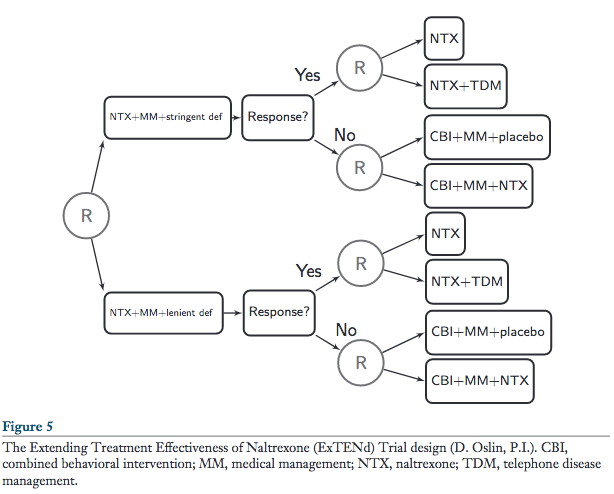 NTX
Yes
R
NTX+TDM
NTX+MM+stringent def
Response?
No
CBI+MM+placebo
R
CBI+MM+NTX
R
NTX
Yes
R
NTX+TDM
NTX+MM+lenient def
Response?
No
CBI+MM+placebo
R
CBI+MM+NTX
Figure 5
The Extending Treatment Effectiveness of Naltrexone (ExTENd) Trial design (D. Oslin, P.I.). CBI,
combined behavioral intervention; MM, medical management; NTX, naltrexone; TDM, telephone disease
management.